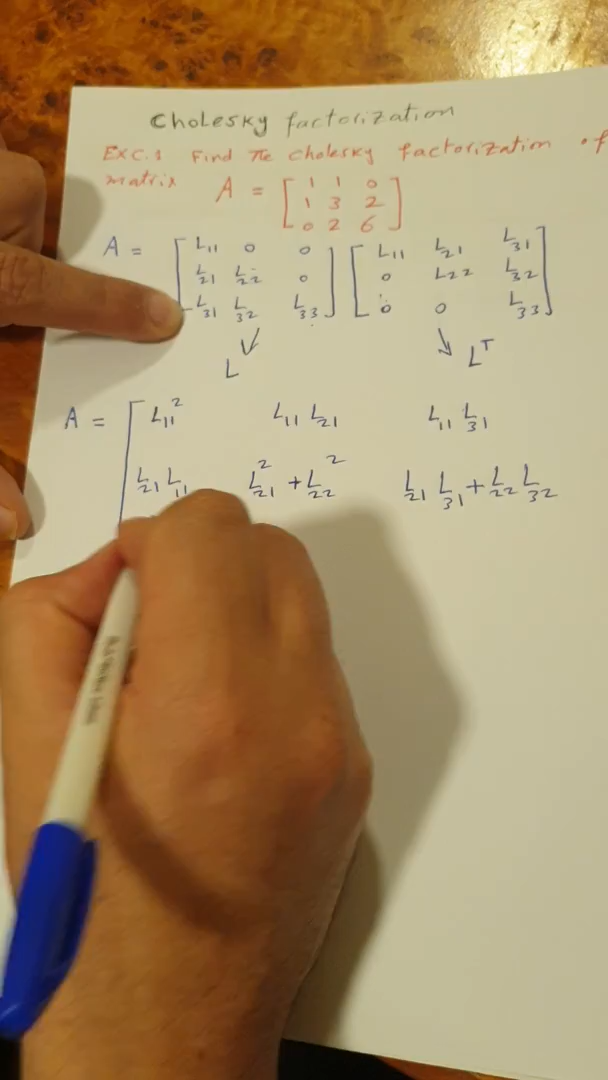 Cholesky factorization
EXC.1 Find The Cholesky factorization of
matrix A = [ 1 1 0
1 3 2
0 2 6 ]
A = [ L11 0 0 ] [ L11 L21 L31 ]
[ L21 L22 0 ] [ 0 L22 L32 ]
[ L31 L32 L33 ] [ 0 0 L33 ]
L L^T
A = [ L11^2 L11 L21 L11 L31
L21 L11 L21^2 + L22^2 L21 L31 + L22 L32